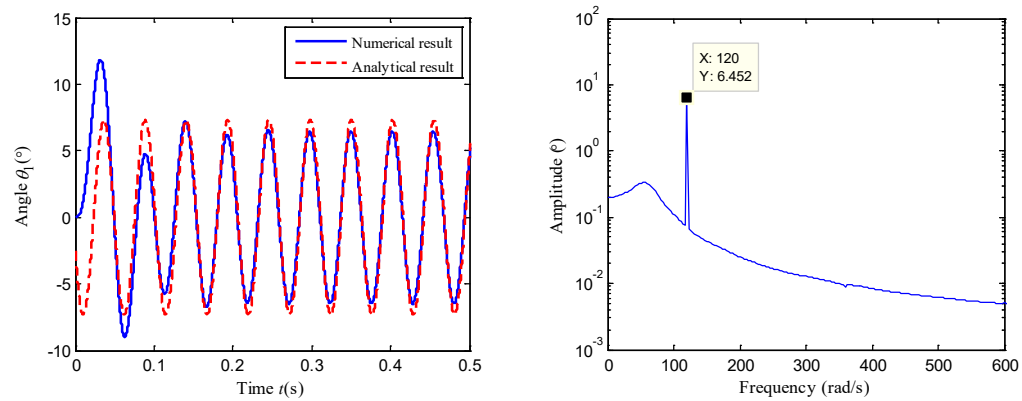 15
10
5
0
-5
-10
Angle θ₁(°)
Numerical result
Analytical result
0 0.1 0.2 0.3 0.4 0.5
Time t(s)
10⁰
10²
10¹
10⁰
10⁻¹
10⁻²
10⁻³
Amplitude (°)
X: 120
Y: 6.452
0 100 200 300 400 500 600
Frequency (rad/s)